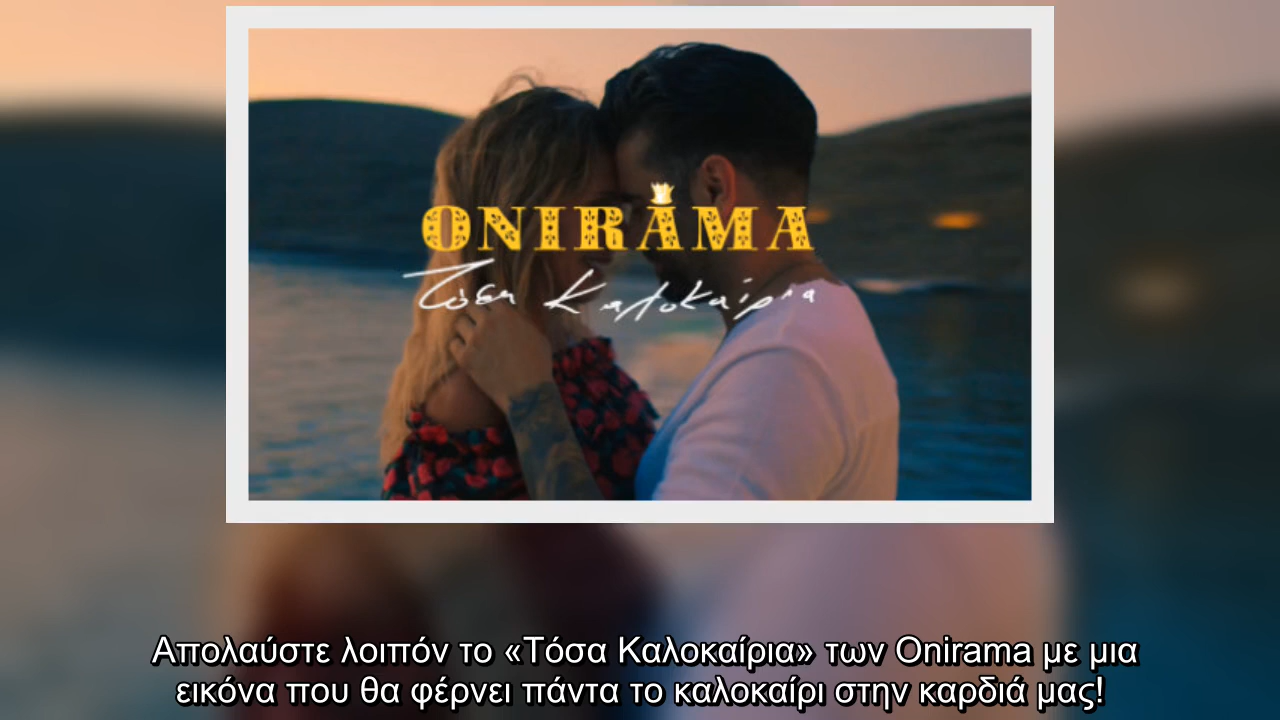 ONIRAMA
Τόσα Καλοκαίρια
Απολαύστε λοιπόν το «Τόσα Καλοκαίρια» των Onirama με μια
εικόνα που θα φέρνει πάντα το καλοκαίρι στην καρδιά μας!